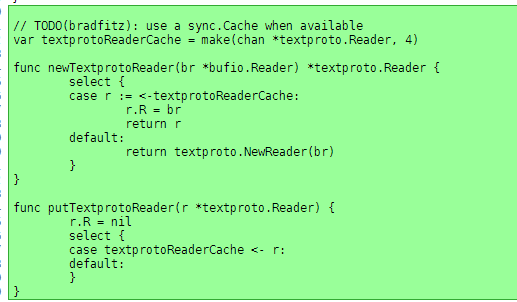 // TODO(bradfitz): use a sync.Cache when available
var textprotoReaderCache = make(chan *textproto.Reader, 4)
func newTextprotoReader(br *bufio.Reader) *textproto.Reader {
select {
case r := <-textprotoReaderCache:
r.R = br
return r
default:
return textproto.NewReader(br)
}
}
func putTextprotoReader(r *textproto.Reader) {
r.R = nil
select {
case textprotoReaderCache <- r:
default:
}
}